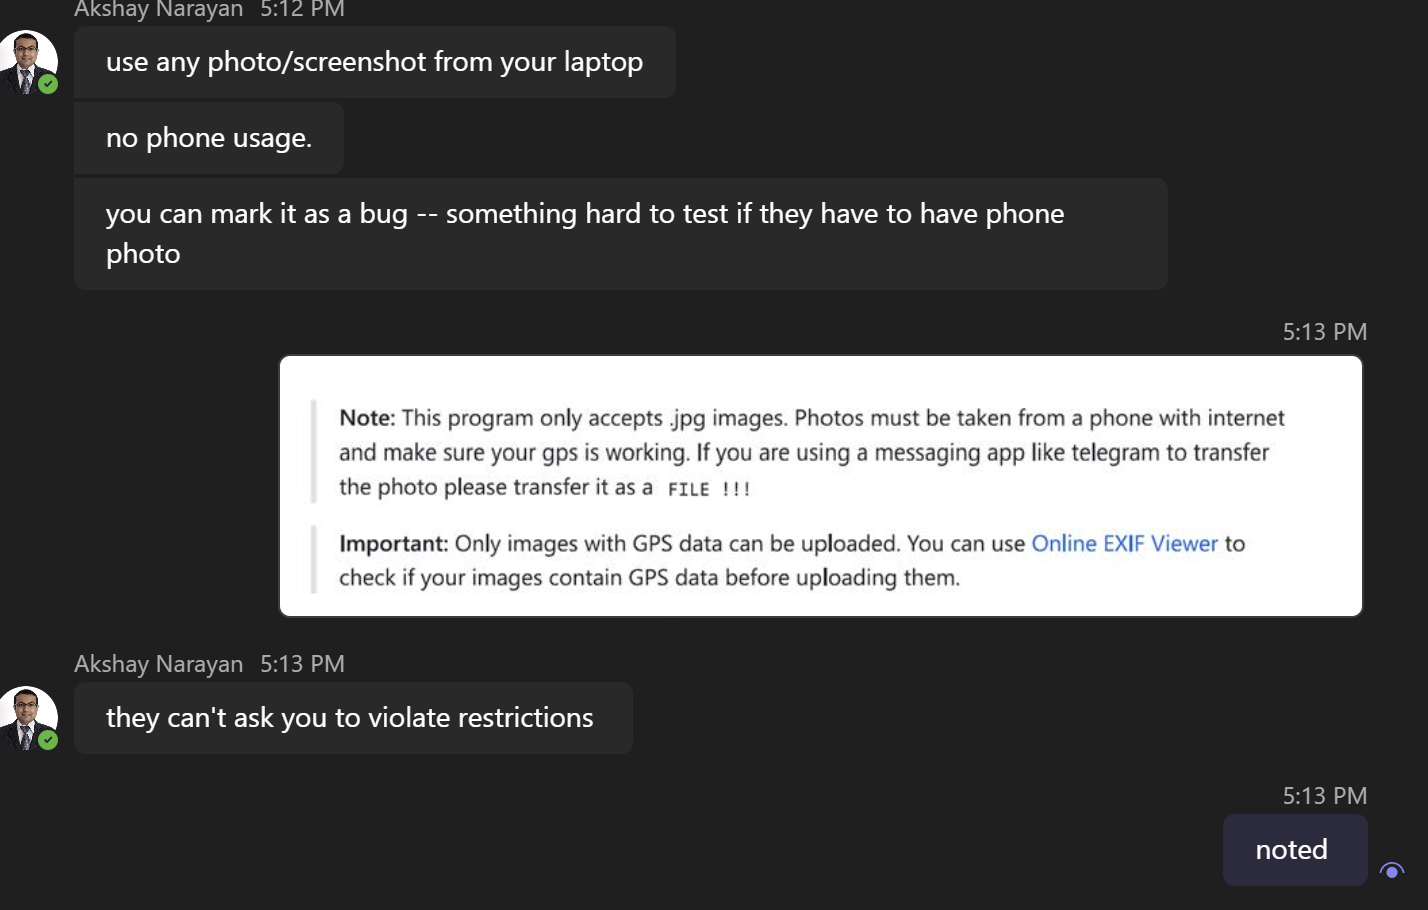 Akshay Narayan 5:12 PM
use any photo/screenshot from your laptop
no phone usage.
you can mark it as a bug -- something hard to test if they have to have phone
photo
5:13 PM
Note: This program only accepts .jpg images. Photos must be taken from a phone with internet
and make sure your gps is working. If you are using a messaging app like telegram to transfer
the photo please transfer it as a FILE !!!
Important: Only images with GPS data can be uploaded. You can use Online EXIF Viewer to
check if your images contain GPS data before uploading them.
Akshay Narayan 5:13 PM
they can't ask you to violate restrictions
5:13 PM
noted